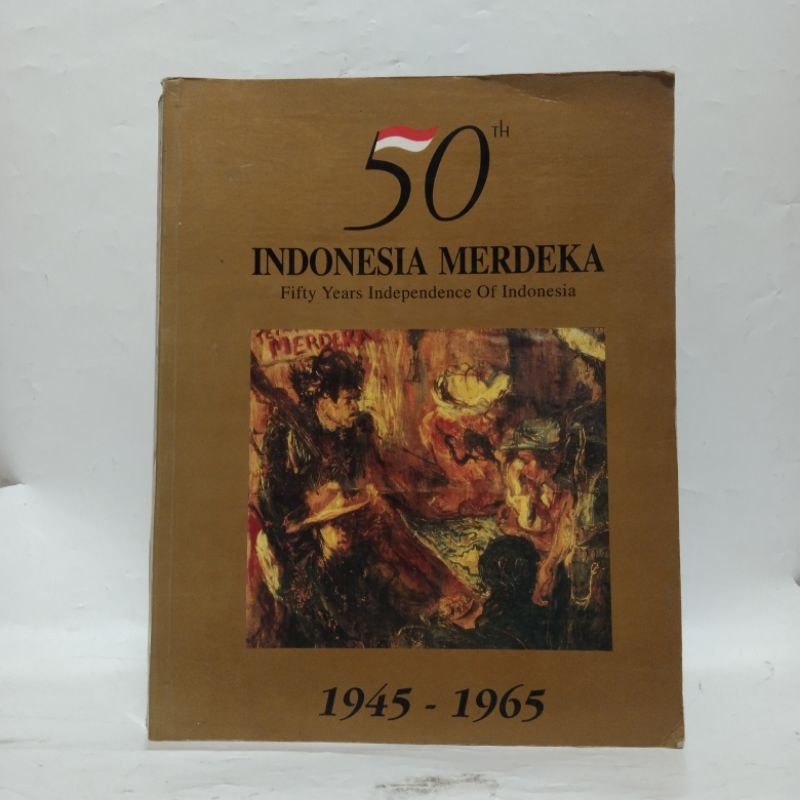 50TH
INDONESIA MERDEKA
Fifty Years Independence Of Indonesia
MERDEKA
1945 - 1965